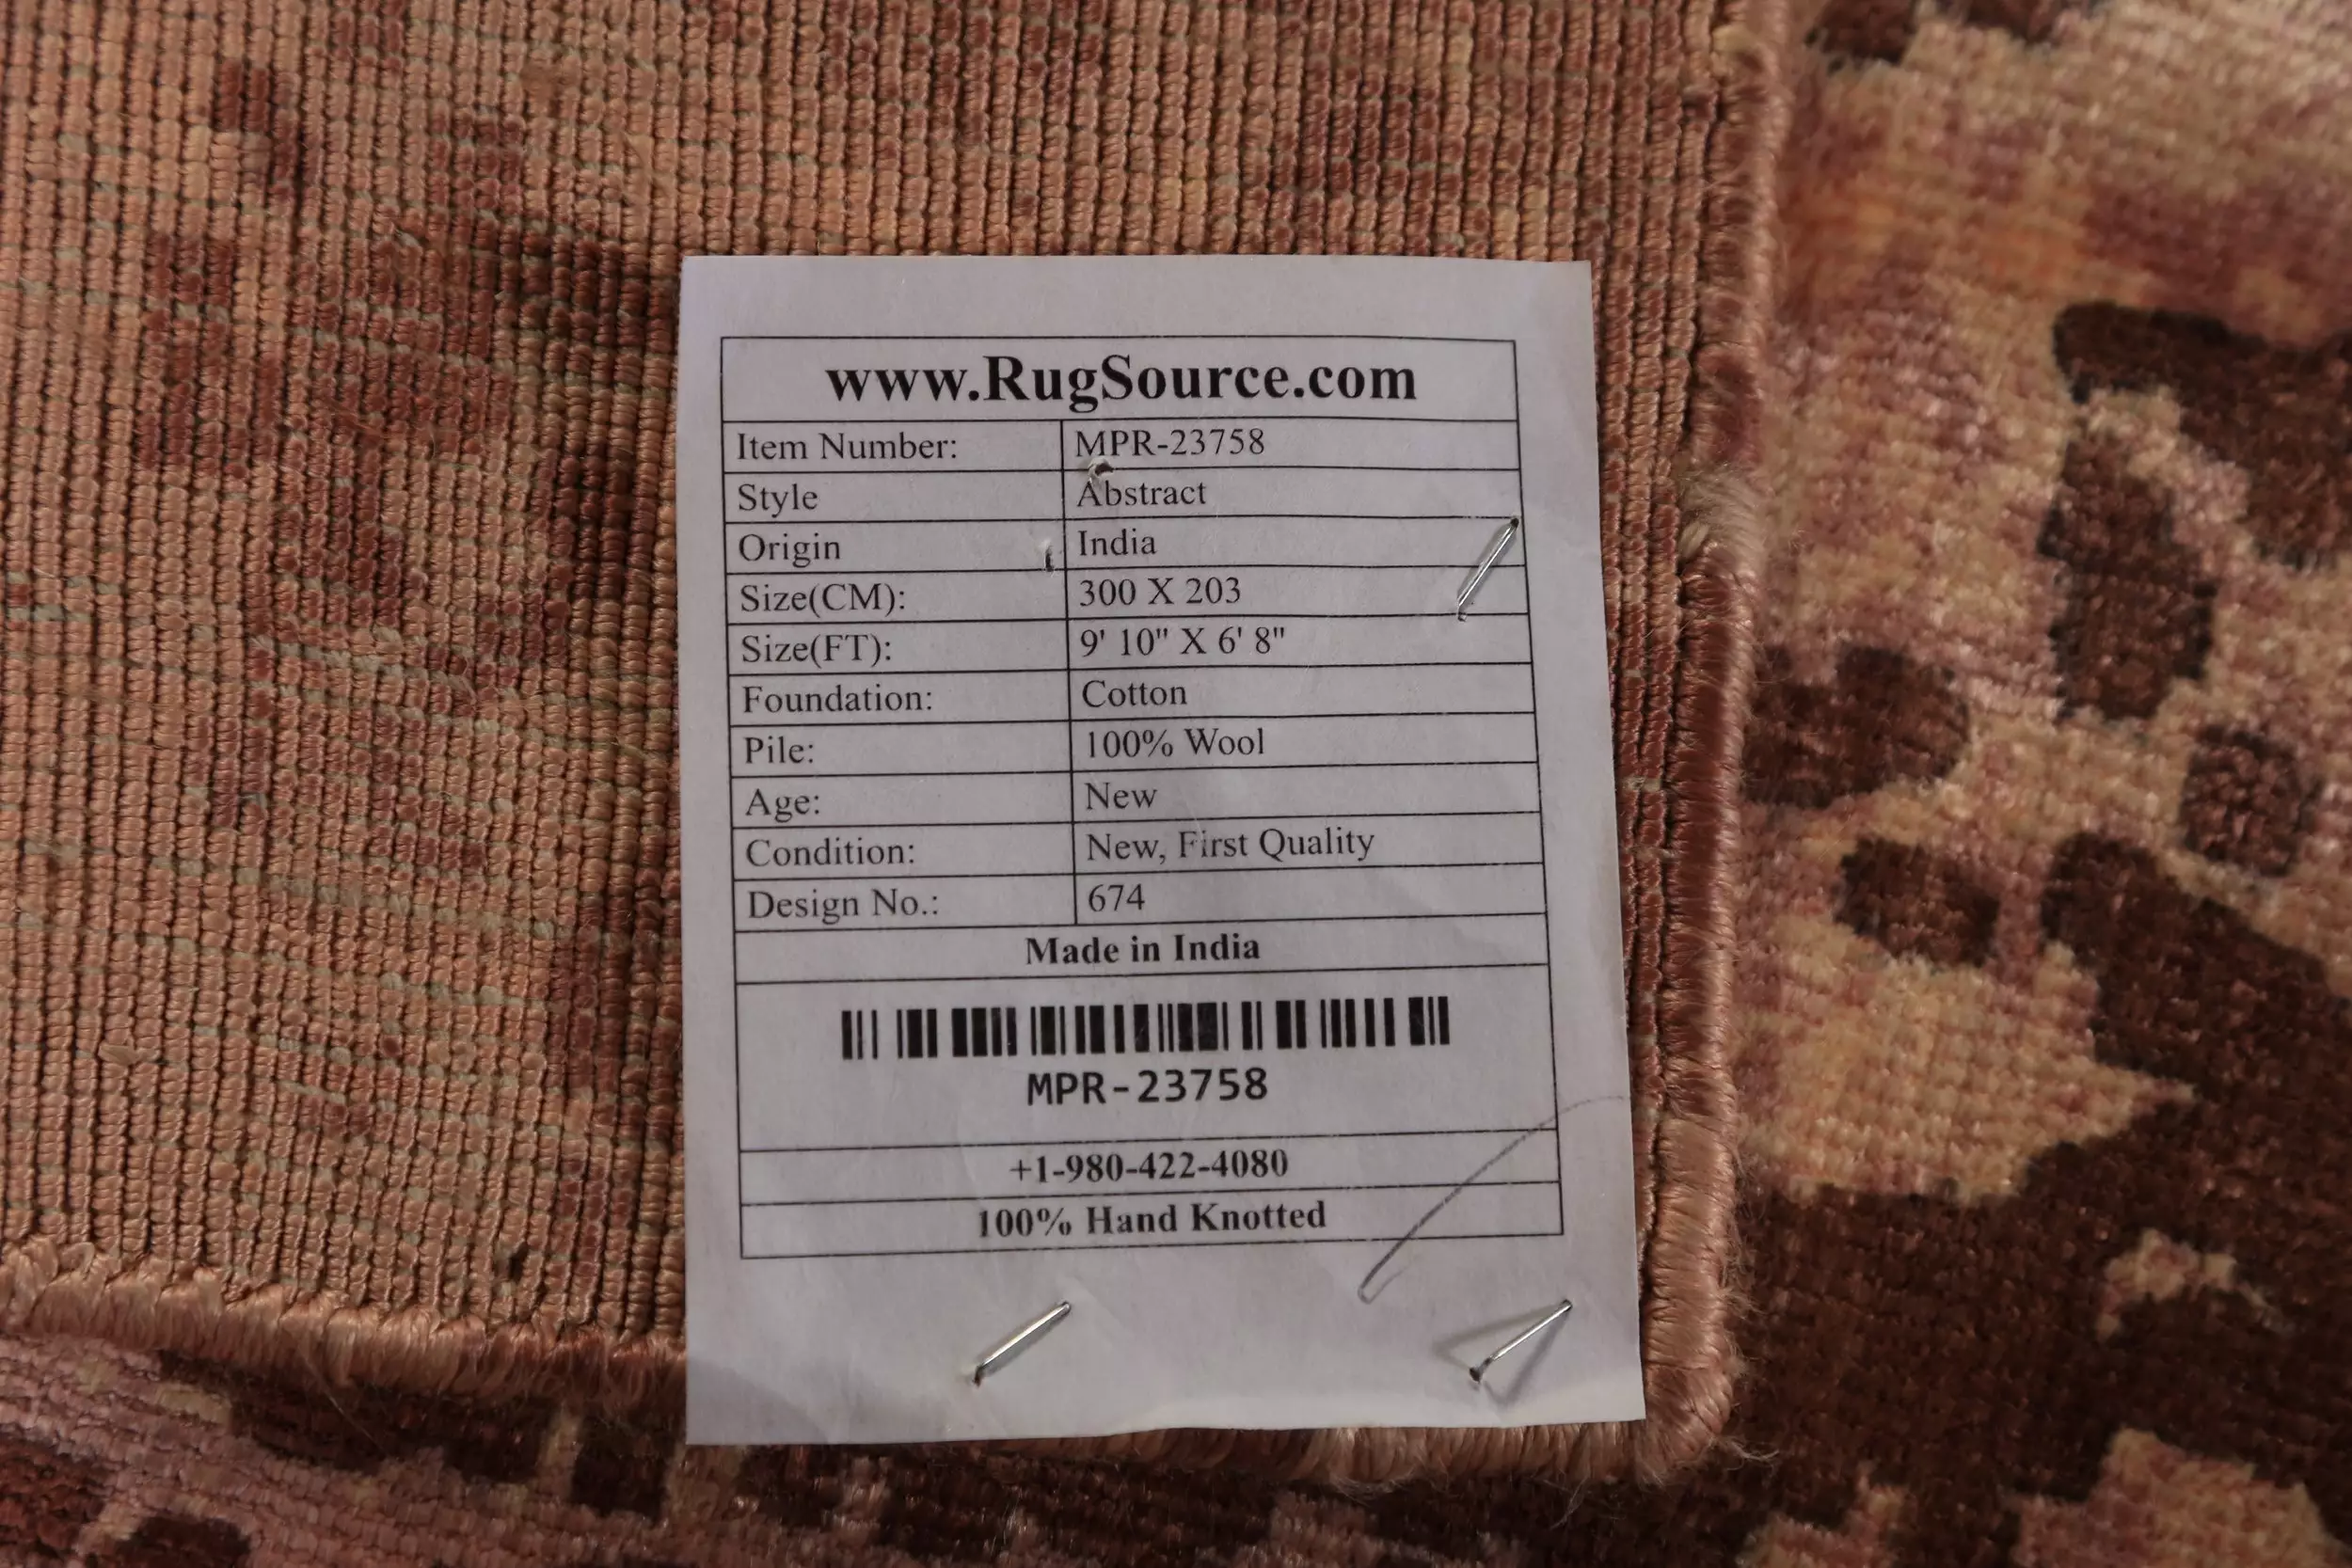 www.RugSource.com
Item Number: MPR-23758
Style Abstract
Origin India
Size(CM): 300 X 203
Size(FT): 9' 10" X 6' 8"
Foundation: Cotton
Pile: 100% Wool
Age: New
Condition: New, First Quality
Design No.: 674
Made in India
MPR-23758
+1-980-422-4080
100% Hand Knotted